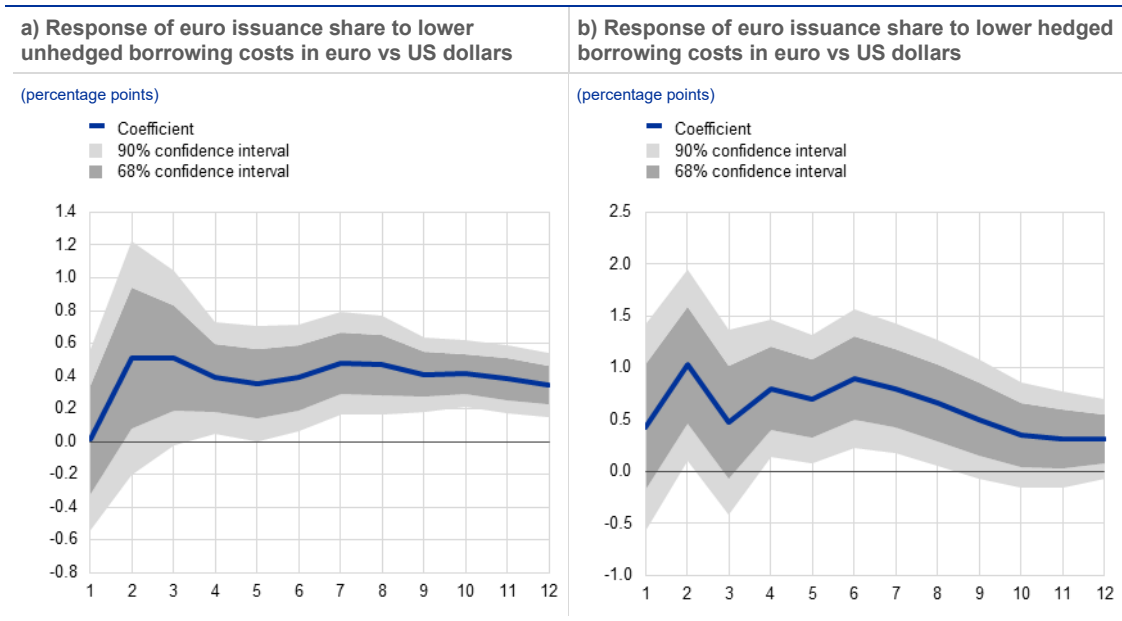 a) Response of euro issuance share to lower
unhedged borrowing costs in euro vs US dollars
(percentage points)
Coefficient
90% confidence interval
68% confidence interval
1.4
1.2
1.0
0.8
0.6
0.4
0.2
0.0
-0.2
-0.4
-0.6
-0.8
1 2 3 4 5 6 7 8 9 10 11 12
b) Response of euro issuance share to lower hedged
borrowing costs in euro vs US dollars
(percentage points)
Coefficient
90% confidence interval
68% confidence interval
2.5
2.0
1.5
1.0
0.5
0.0
-0.5
-1.0
1 2 3 4 5 6 7 8 9 10 11 12